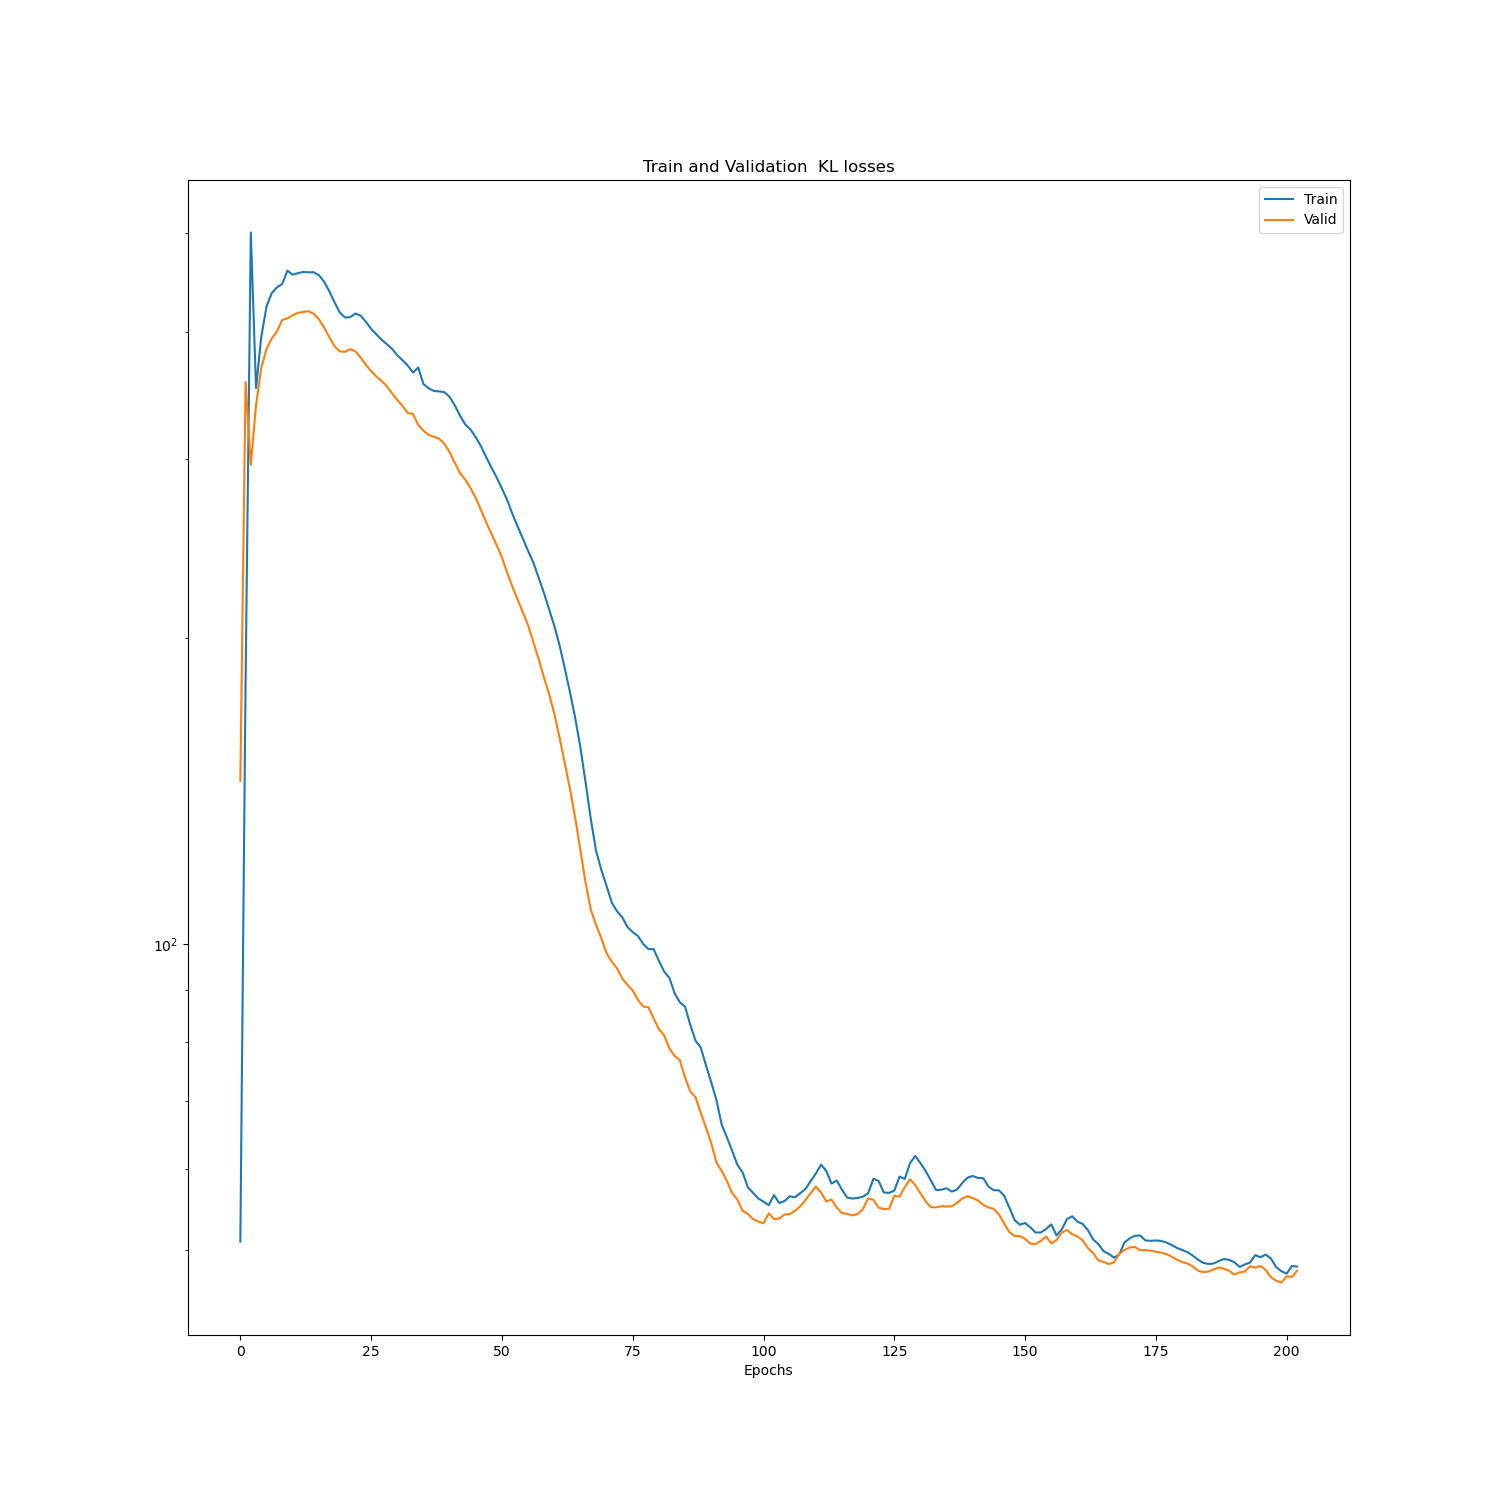 Train and Validation  KL losses
Train
Valid
10²
0 25 50 75 100 125 150 175 200
Epochs